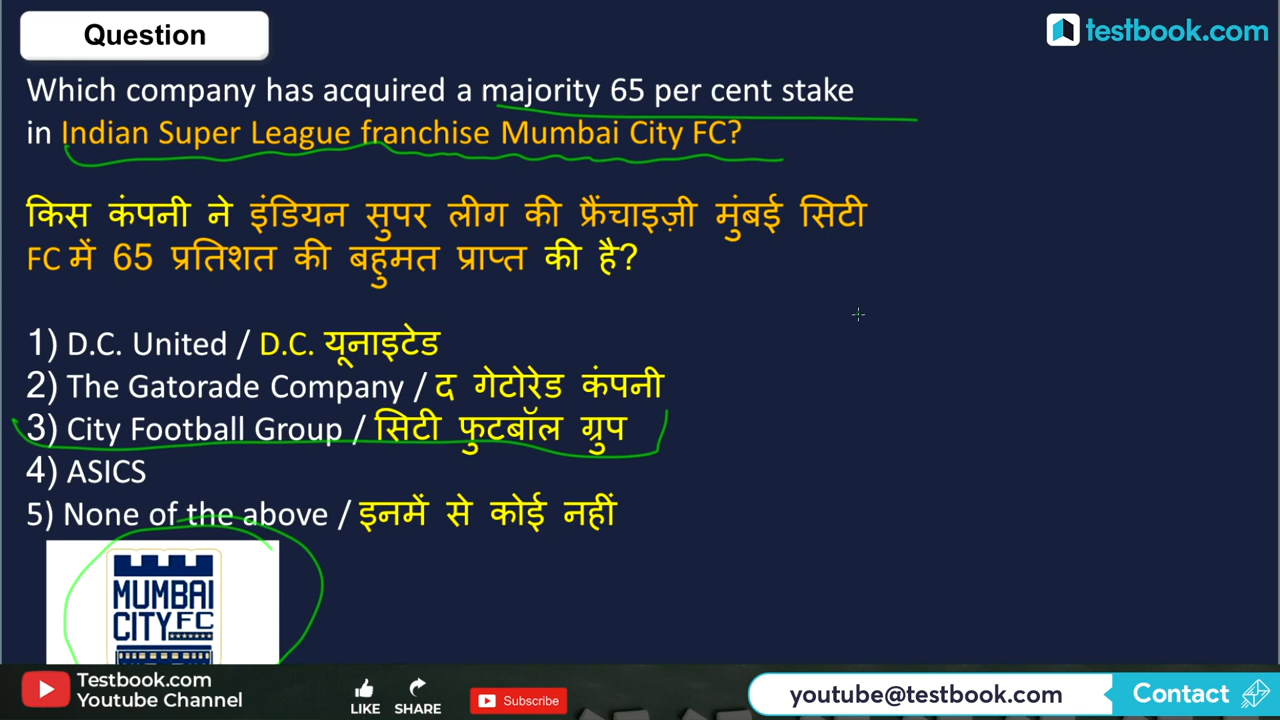 Question
testbook.com
Which company has acquired a majority 65 per cent stake
in Indian Super League franchise Mumbai City FC?
किस कंपनी ने इंडियन सुपर लीग की फ्रैंचाइज़ी मुंबई सिटी
FC में 65 प्रतिशत की बहुमत प्राप्त की है?
1) D.C. United / D.C. यूनाइटेड
2) The Gatorade Company / द गेटोरेड कंपनी
3) City Football Group / सिटी फुटबॉल ग्रुप
4) ASICS
5) None of the above / इनमें से कोई नहीं
MUMBAI
CITY FC
Testbook.com
Youtube Channel
LIKE
SHARE
Subscribe
youtube@testbook.com
Contact